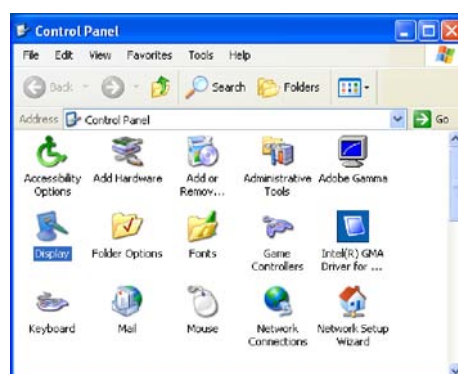 Control Panel
File Edit View Favorites Tools Help
Back Search Folders
Address Control Panel Go
Accessibility Options Add Hardware Add or Remov... Administrative Tools Adobe Gamma
Display Folder Options Fonts Game Controllers Intel(R) GMA Driver for ...
Keyboard Mail Mouse Network Connections Network Setup Wizard